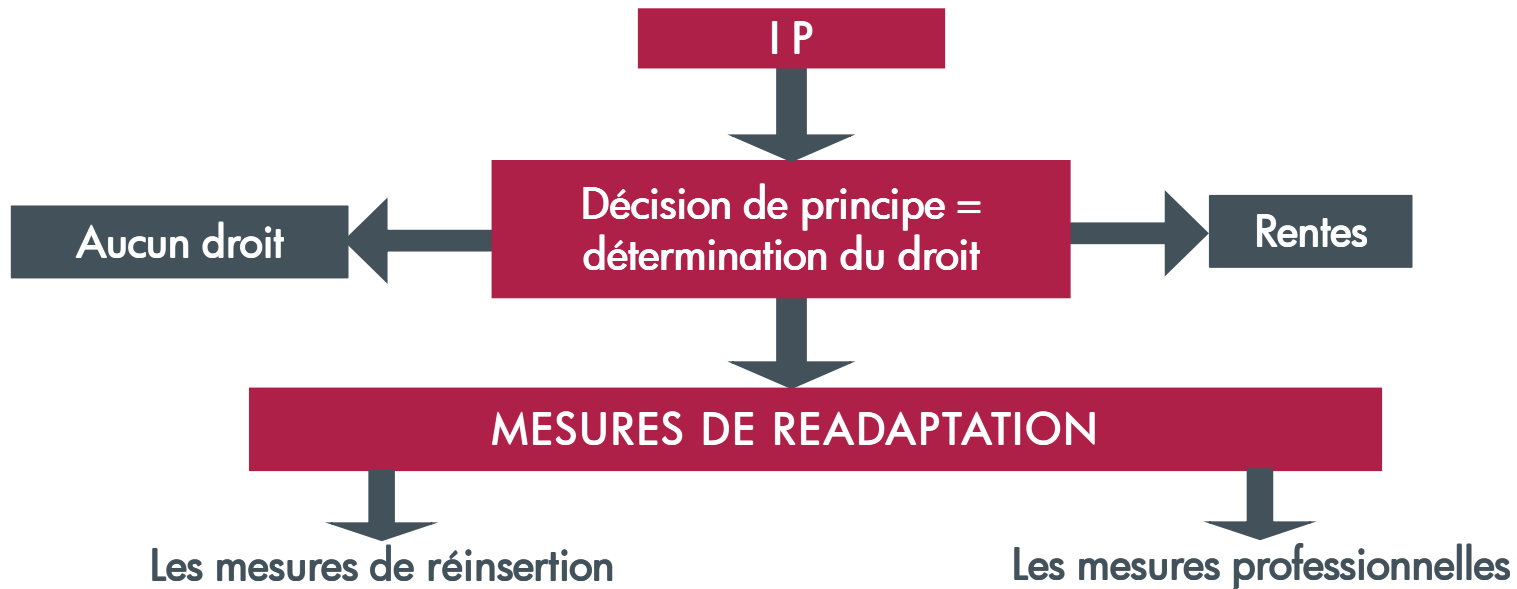 I P
Décision de principe =
détermination du droit
Aucun droit
Rentes
MESURES DE READAPTATION
Les mesures de réinsertion
Les mesures professionnelles